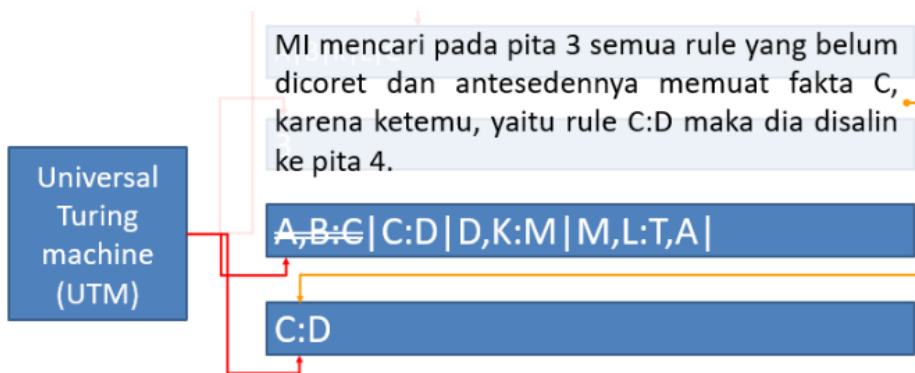 MI mencari pada pita 3 semua rule yang belum
dicoret dan antesedennya memuat fakta C,
karena ketemu, yaitu rule C:D maka dia disalin
ke pita 4.
Universal
Turing
machine
(UTM)
A,B:C|C:D|D,K:M|M,L:T,A|
C:D